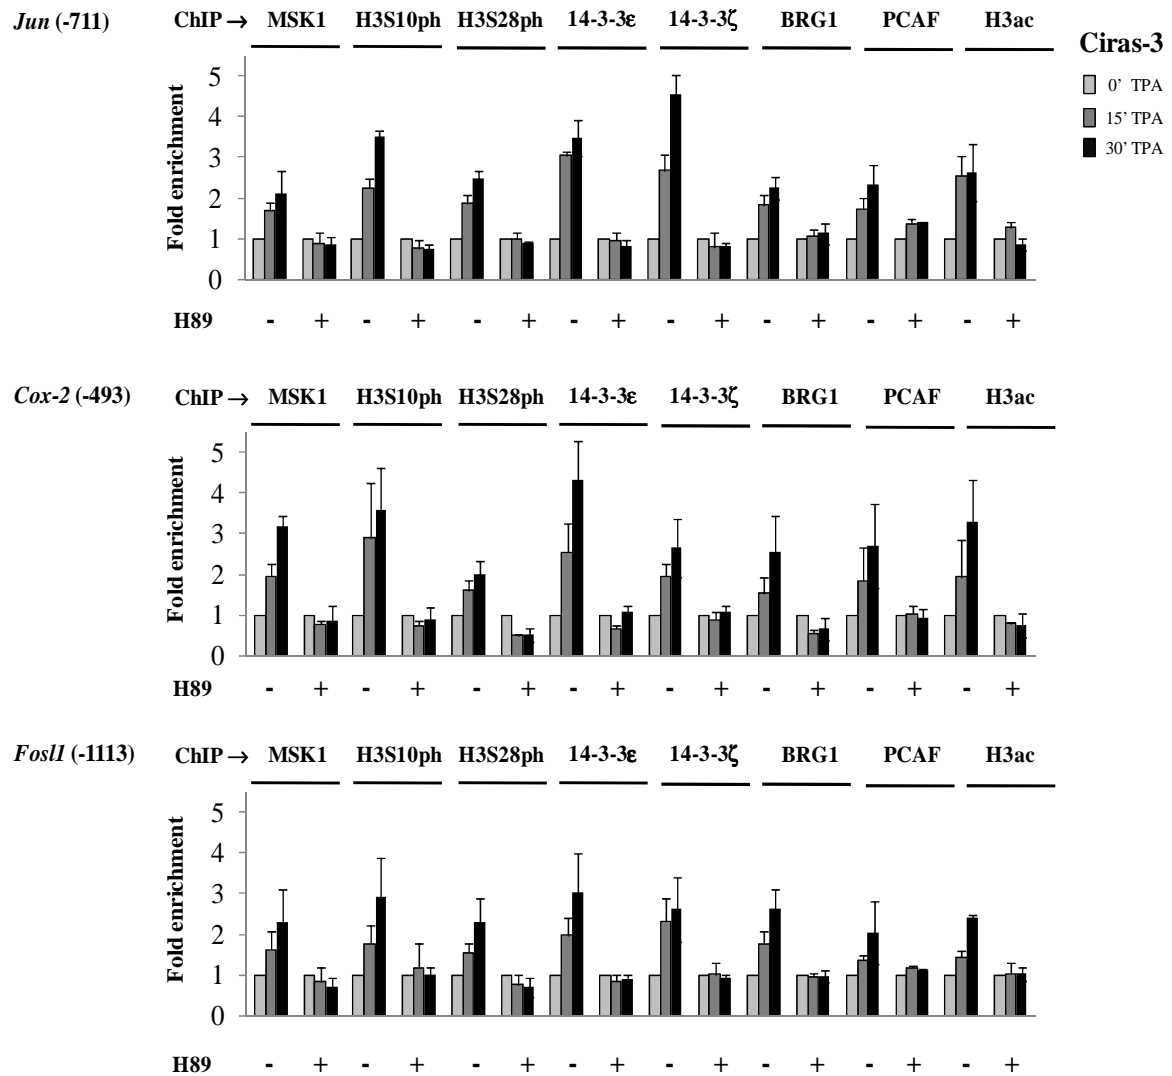 Jun (-711) ChIP → MSK1 H3S10ph H3S28ph 14-3-3ε 14-3-3ζ BRG1 PCAF H3ac
Ciras-3
0' TPA
15' TPA
30' TPA
Fold enrichment
5
4
3
2
1
0
H89 - + - + - + - + - + - + - + - +
Cox-2 (-493) ChIP → MSK1 H3S10ph H3S28ph 14-3-3ε 14-3-3ζ BRG1 PCAF H3ac
Fold enrichment
5
4
3
2
1
0
H89 - + - + - + - + - + - + - + - +
Fosl1 (-1113) ChIP → MSK1 H3S10ph H3S28ph 14-3-3ε 14-3-3ζ BRG1 PCAF H3ac
Fold enrichment
5
4
3
2
1
0
H89 - + - + - + - + - + - + - + - +